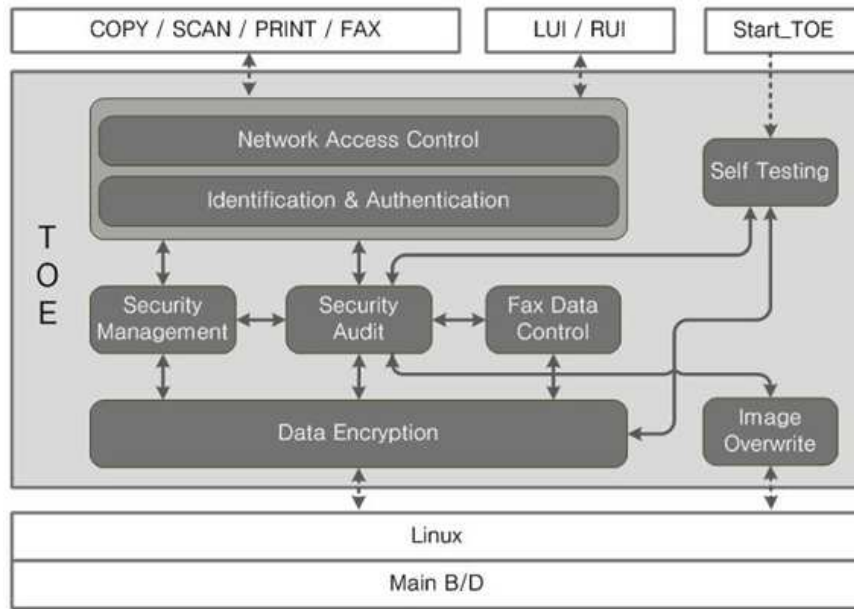 COPY / SCAN / PRINT / FAX
LUI / RUI
Start_TOE
Network Access Control
Self Testing
Identification & Authentication
TOE
Security
Management
Security
Audit
Fax Data
Control
Data Encryption
Image
Overwrite
Linux
Main B/D